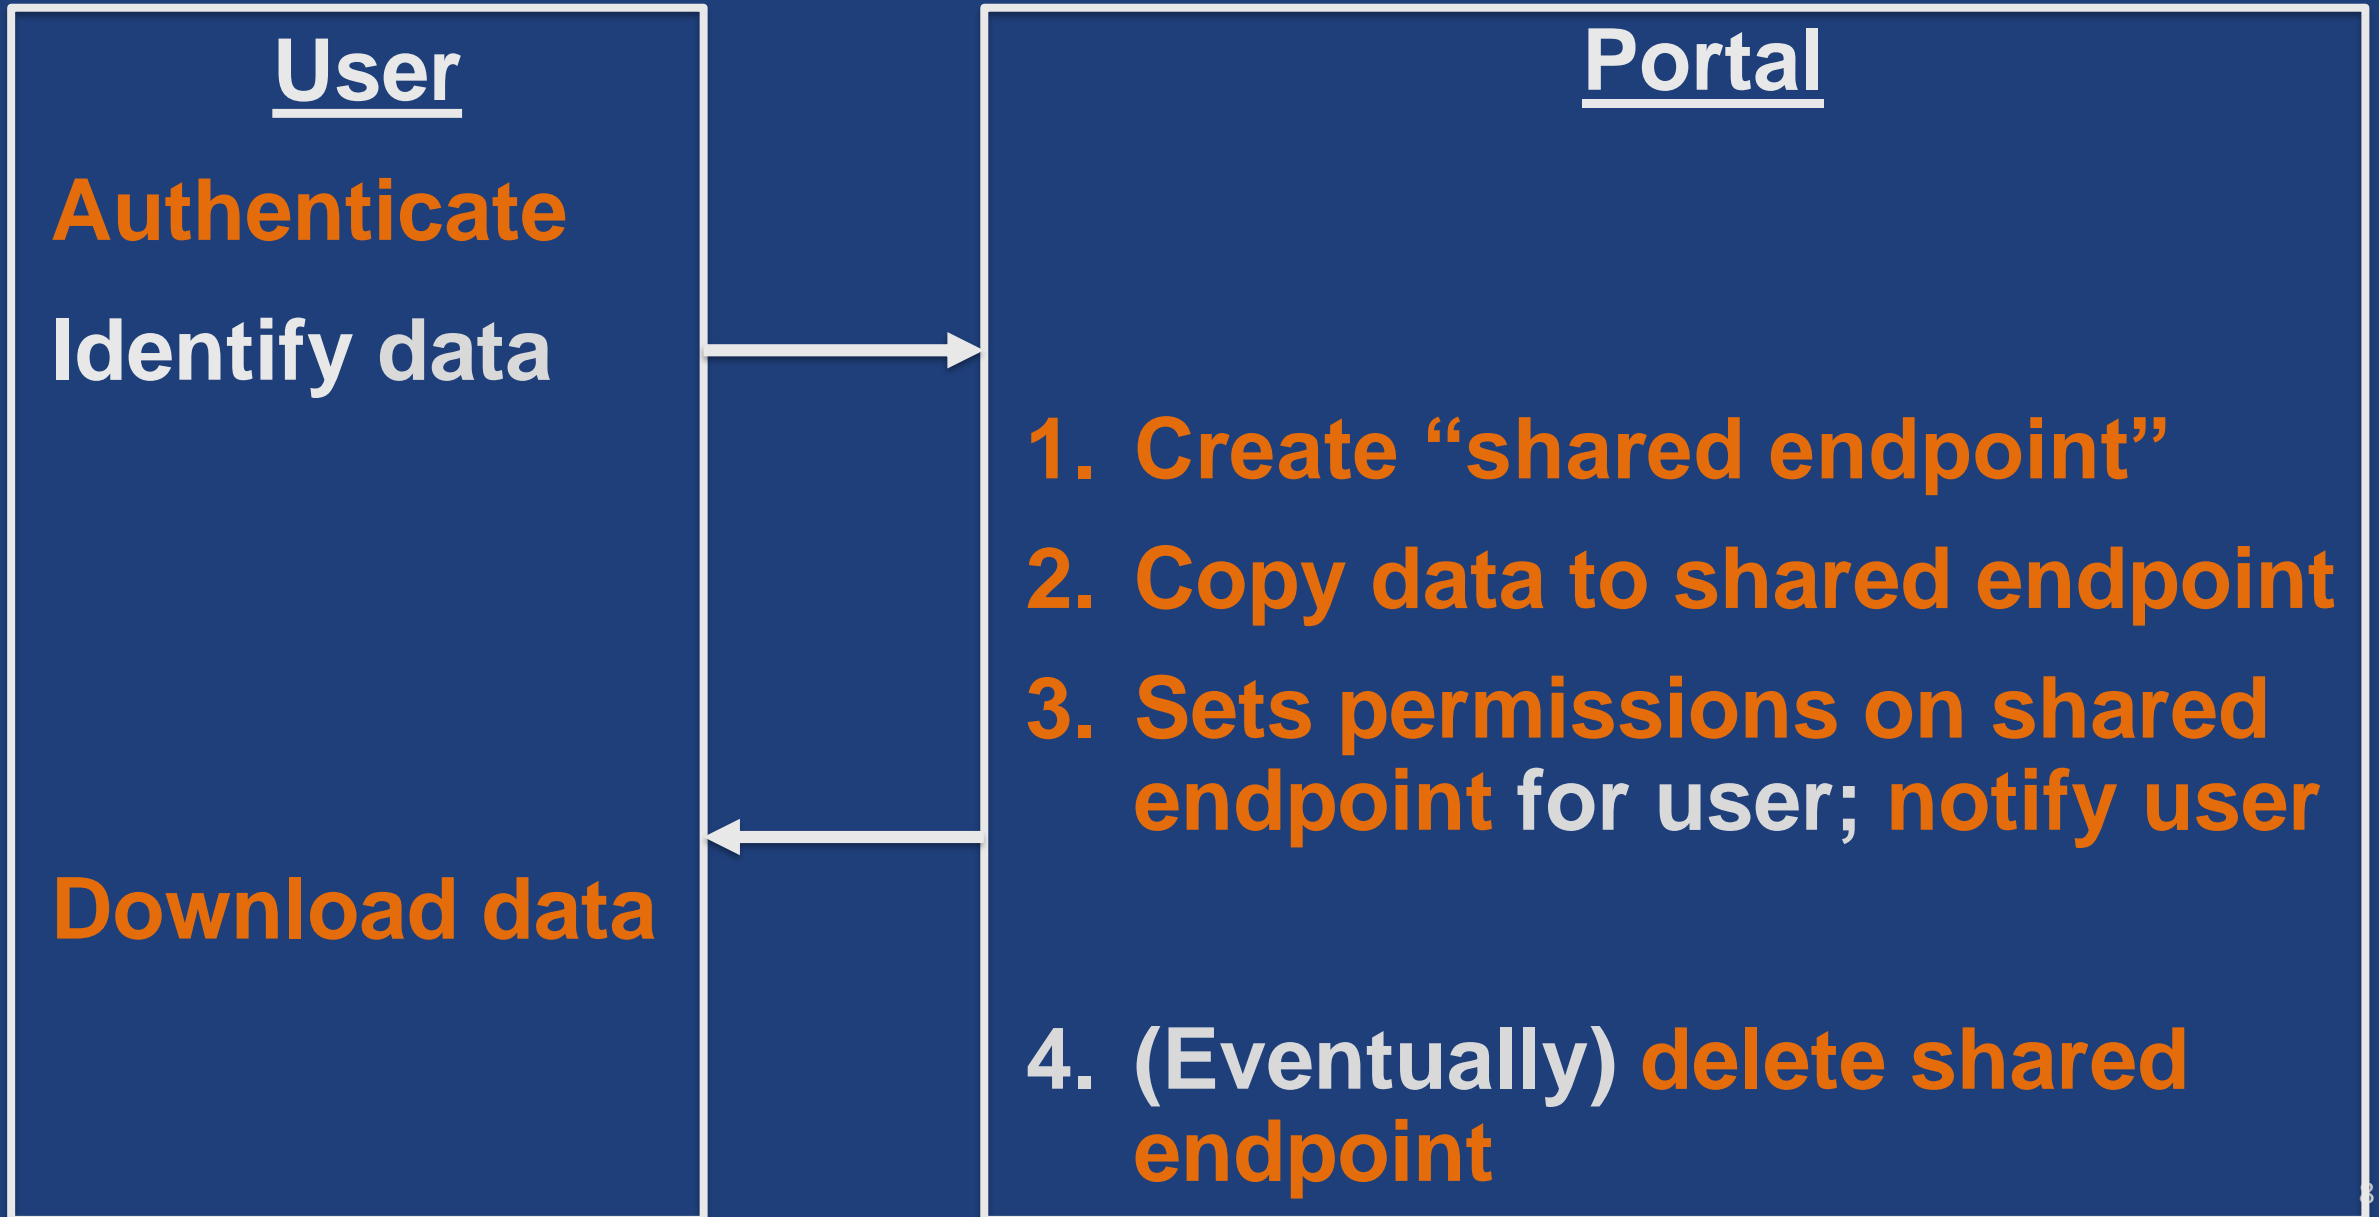 User
Authenticate
Identify data
Download data
Portal
1. Create “shared endpoint”
2. Copy data to shared endpoint
3. Sets permissions on shared
endpoint for user; notify user
4. (Eventually) delete shared
endpoint